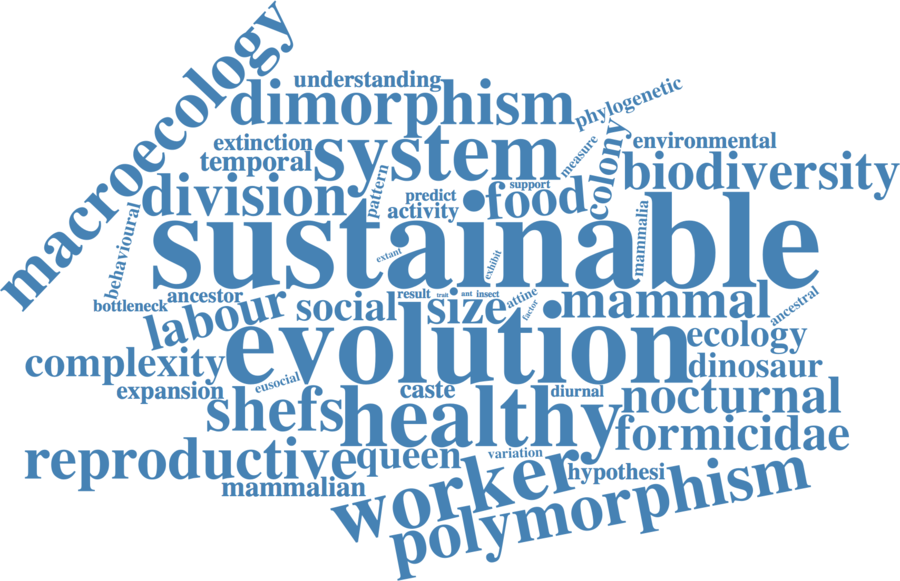 macroecology
understanding
dimorphism
phylogenetic
extinction
system
measure
colony
environmental
temporal
biodiversity
division
pattern
predict
support
food
activity
behavioural
sustainable
mammalia
extant
exhibit
bottleneck
ancestor
labour
social
result
trait
ant
insect
size
attine
factor
mammal
ancestral
evolution
ecology
complexity
dinosaur
expansion
eusocial
caste
diurnal
nocturnal
shefs
healthy
formicidae
reproductive
queen
variation
hypothesi
mammalian
worker
polymorphism